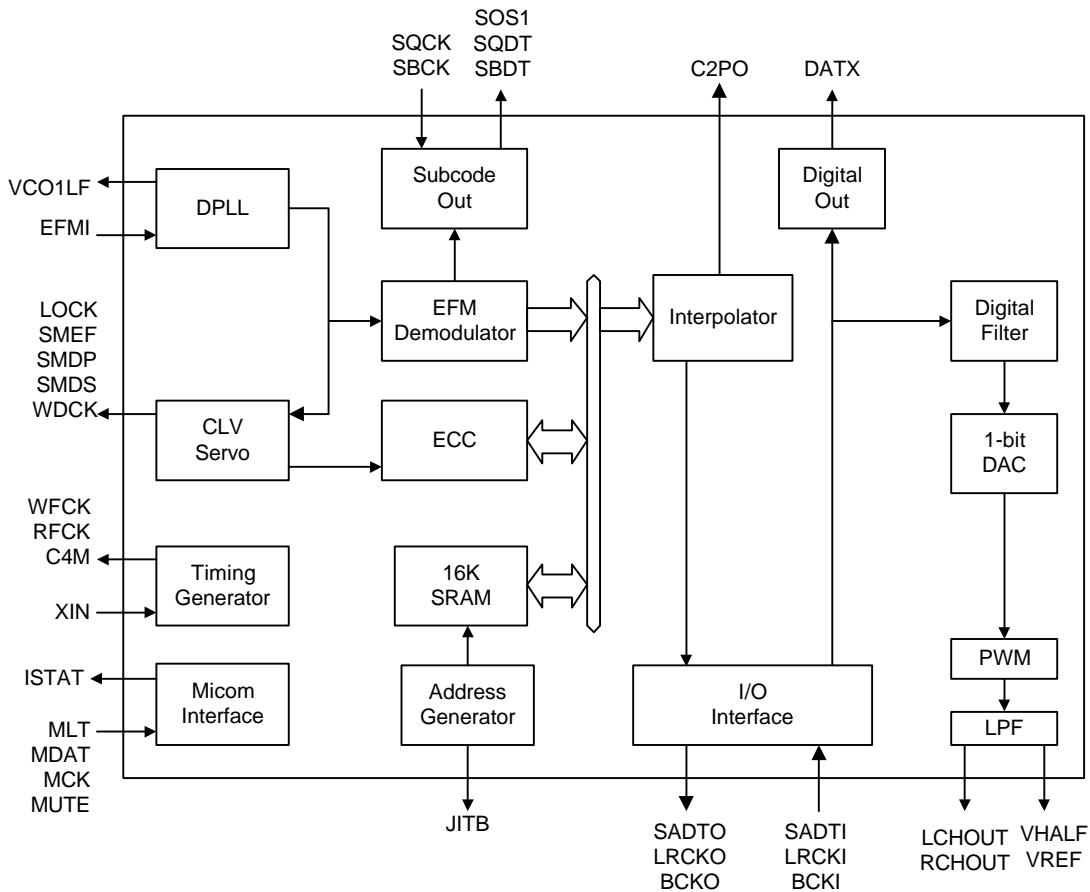 SQCK
SBCK
SOS1
SQDT
SBDT
C2PO
DATX
VCO1LF
EFMI
DPLL
Subcode
Out
Digital
Out
LOCK
SMEF
SMDP
SMDS
WDCK
EFM
Demodulator
Interpolator
Digital
Filter
CLV
Servo
ECC
1-bit
DAC
WFCK
RFCK
C4M
XIN
Timing
Generator
16K
SRAM
ISTAT
MLT
MDAT
MCK
MUTE
Micom
Interface
Address
Generator
I/O
Interface
PWM
LPF
JITB
SADTO
LRCKO
BCKO
SADTI
LRCKI
BCKI
LCHOUT
RCHOUT
VHALF
VREF